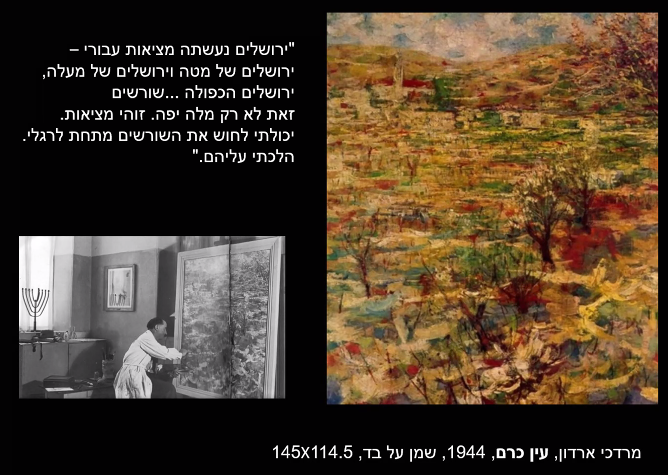 "ירושלים נעשתה מציאות עבורי –
ירושלים של מטה וירושלים של מעלה,
ירושלים הכפולה ...שורשים
זאת לא רק מלה יפה. זוהי מציאות.
יכולתי לחוש את השורשים מתחת לרגלי.
הלכתי עליהם."
מרדכי ארדון, עין כרם, 1944, שמן על בד, 145X114.5